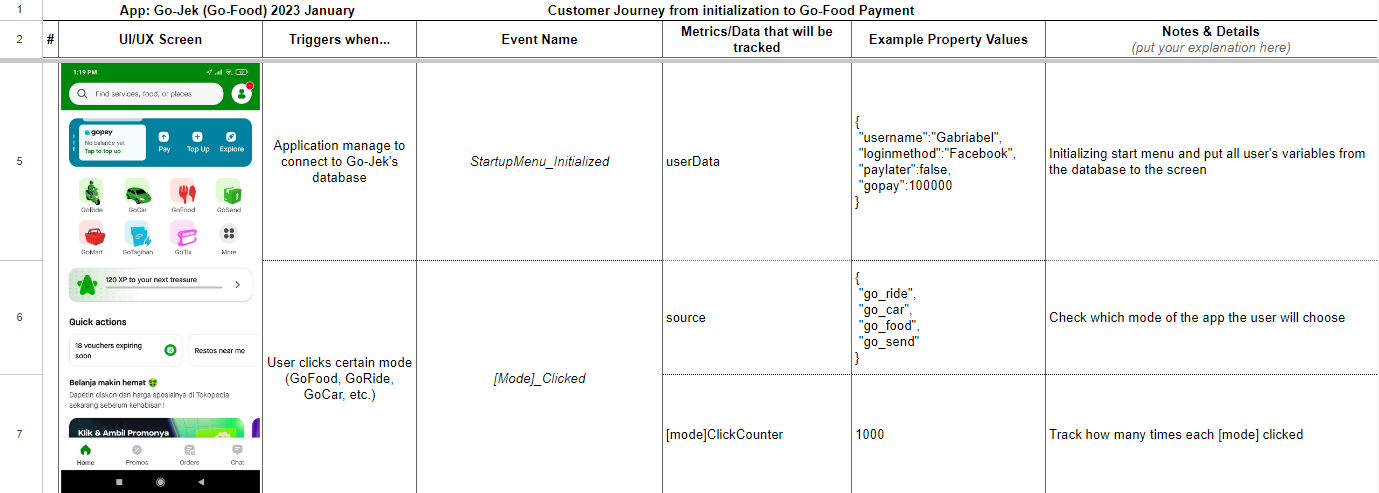 1
App: Go-Jek (Go-Food) 2023 January
Customer Journey from initialization to Go-Food Payment
2
#
UI/UX Screen
Triggers when...
Event Name
Metrics/Data that will be
tracked
Example Property Values
Notes & Details
(put your explanation here)
5
1:19 PM
Find services, food, or places
gopay
No balance yet
Tap to top up
Pay
Top Up
Explore
GoRide
GoCar
GoFood
GoSend
GoMart
GoTagihan
GoTix
More
Application manage to
connect to Go-Jek's
database
StartupMenu_Initialized
userData
{
"username":"Gabriabel",
"loginmethod":"Facebook",
"paylater":false,
"gopay":100000
}
Initializing start menu and put all user's variables from
the database to the screen
6
120 XP to your next treasure
Quick actions
18 vouchers expiring
soon
Restos near me
User clicks certain mode
(GoFood, GoRide,
GoCar, etc.)
[Mode]_Clicked
source
{
"go_ride",
"go_car",
"go_food",
"go_send"
}
Check which mode of the app the user will choose
7
Belanja makin hemat
Dapetin diskon dan harga spesialnya di Tokopedia
sekarang sebelum kehabisan!
Klik & Ambil Promonya
Home
Promos
Orders
Chat
[mode]ClickCounter
1000
Track how many times each [mode] clicked